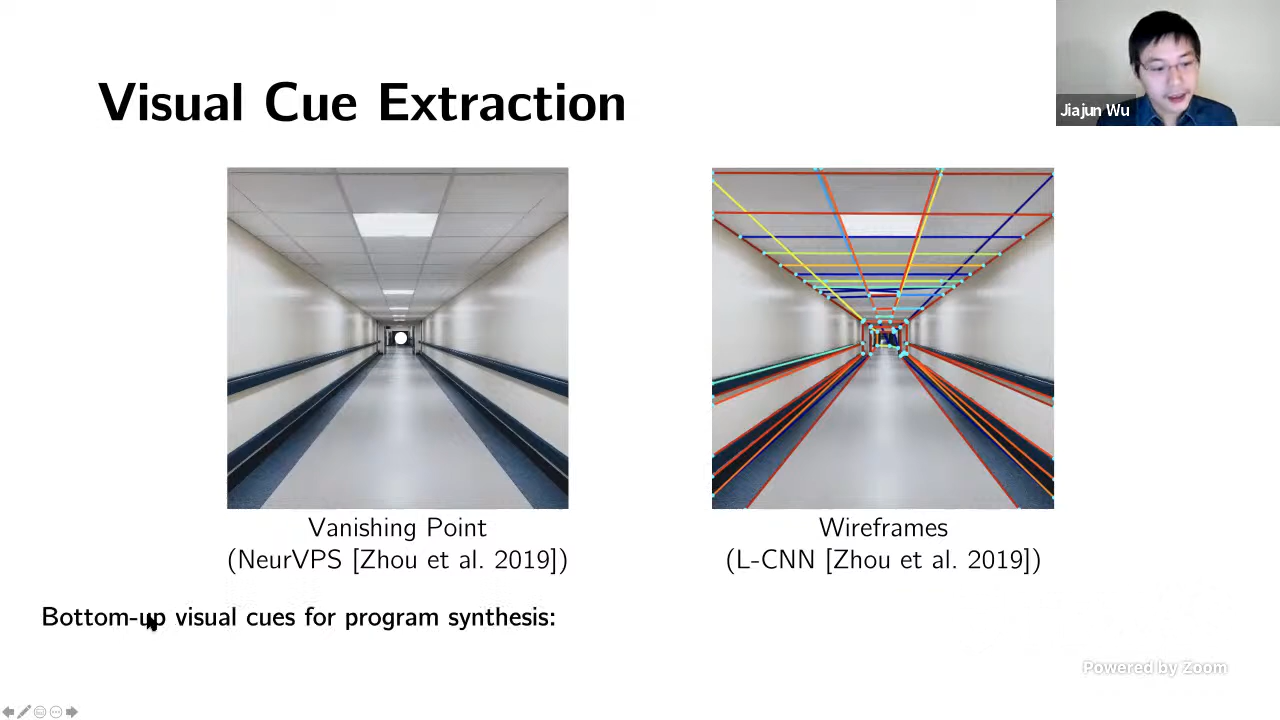 Visual Cue Extraction
Jiajun Wu
Vanishing Point
(NeurVPS [Zhou et al. 2019])
Wireframes
(L-CNN [Zhou et al. 2019])
Bottom-up visual cues for program synthesis:
Powered by Zoom